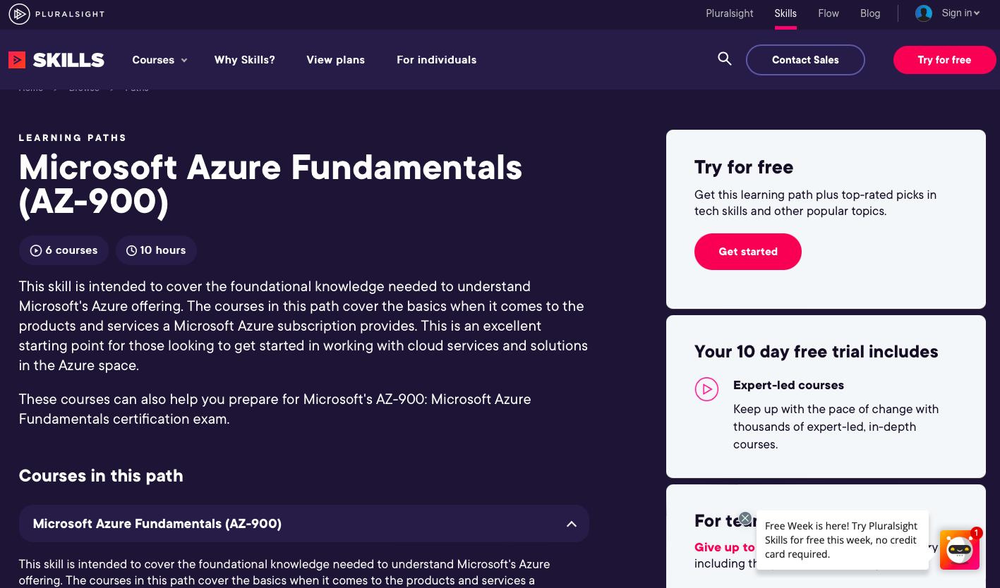 PLURALSIGHT
Pluralsight Skills Flow Blog Sign in
SKILLS Courses Why Skills? View plans For individuals Contact Sales Try for free
Home > Browse > Paths
LEARNING PATHS
Microsoft Azure Fundamentals
(AZ-900)
6 courses 10 hours
This skill is intended to cover the foundational knowledge needed to understand
Microsoft's Azure offering. The courses in this path cover the basics when it comes to the
products and services a Microsoft Azure subscription provides. This is an excellent
starting point for those looking to get started in working with cloud services and solutions
in the Azure space.
These courses can also help you prepare for Microsoft's AZ-900: Microsoft Azure
Fundamentals certification exam.
Courses in this path
Microsoft Azure Fundamentals (AZ-900)
This skill is intended to cover the foundational knowledge needed to understand Microsoft's Azure
offering. The courses in this path cover the basics when it comes to the products and services a
Try for free
Get this learning path plus top-rated picks in
tech skills and other popular topics.
Get started
Your 10 day free trial includes
Expert-led courses
Keep up with the pace of change with
thousands of expert-led, in-depth
courses.
For
Give up to
including
Free Week is here! Try Pluralsight
Skills for free this week, no credit
card required.
1